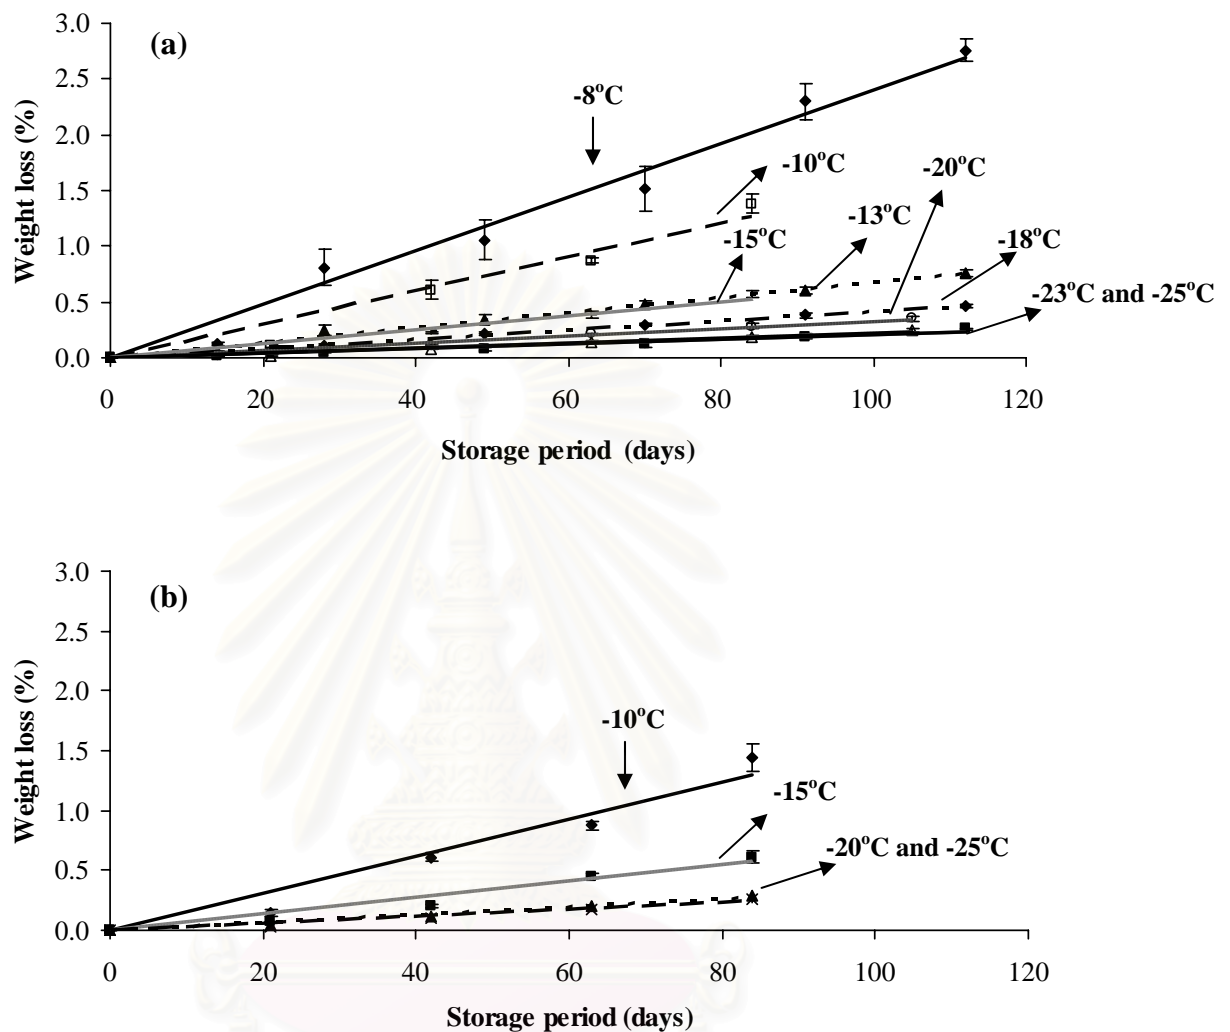 (a)
3.0
2.5
2.0
1.5
1.0
0.5
0.0
Weight loss (%)
-8°C
-10°C
-20°C
-13°C
-15°C
-18°C
-23°C and -25°C
0 20 40 60 80 100 120
Storage period (days)
(b)
3.0
2.5
2.0
1.5
1.0
0.5
0.0
Weight loss (%)
-10°C
-15°C
-20°C and -25°C
0 20 40 60 80 100 120
Storage period (days)